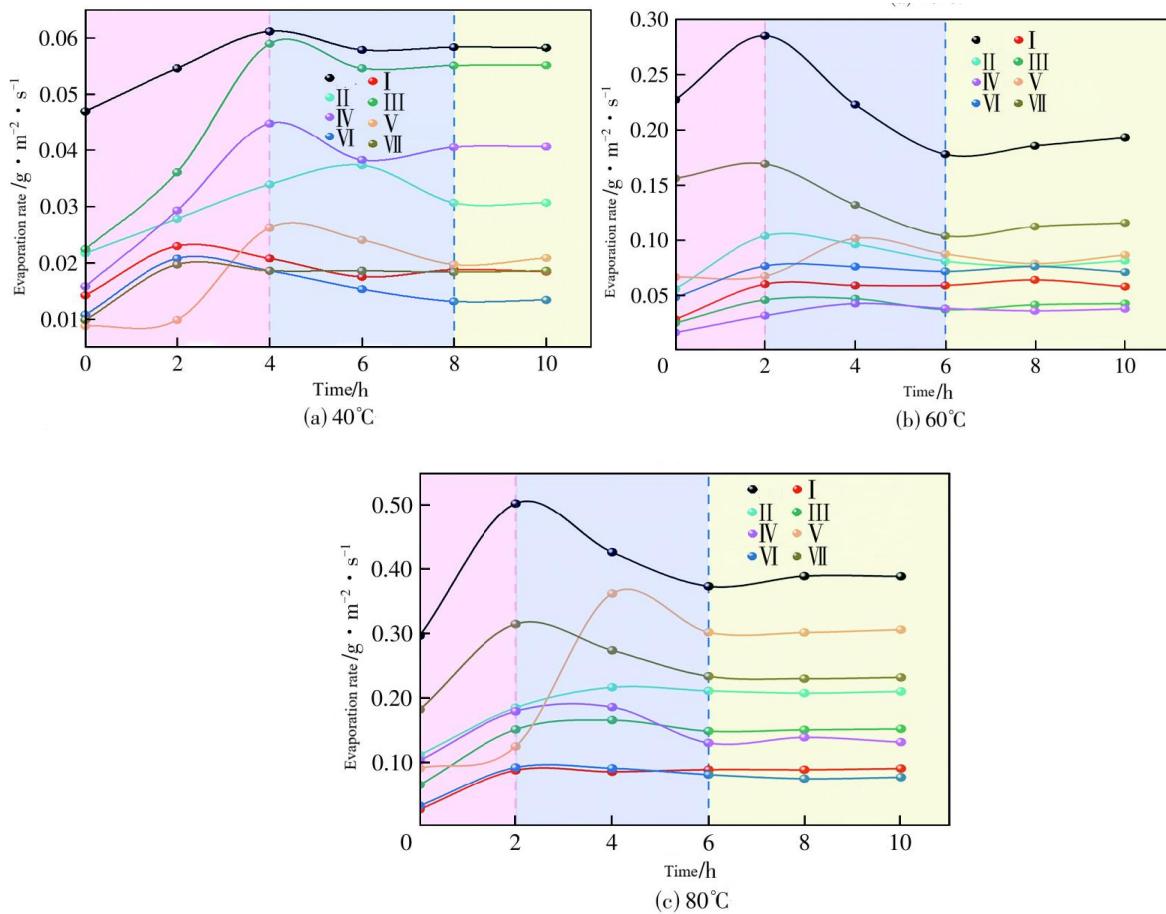 0.06
0.05
0.04
0.03
0.02
0.01
Evaporation rate /g · m⁻² · s⁻¹
I
II III
IV V
VI VII
0 2 4 6 8 10
Time/h
(a) 40℃
0.30
0.20
0.15
0.10
0.05
Evaporation rate /g · m⁻² · s⁻¹
I
II III
IV V
VI VII
0 2 4 6 8 10
Time/h
(b) 60℃
0.50
0.40
0.30
0.20
0.10
Evaporation rate /g · m⁻² · s⁻¹
I
II III
IV V
VI VII
0 2 4 6 8 10
Time/h
(c) 80℃